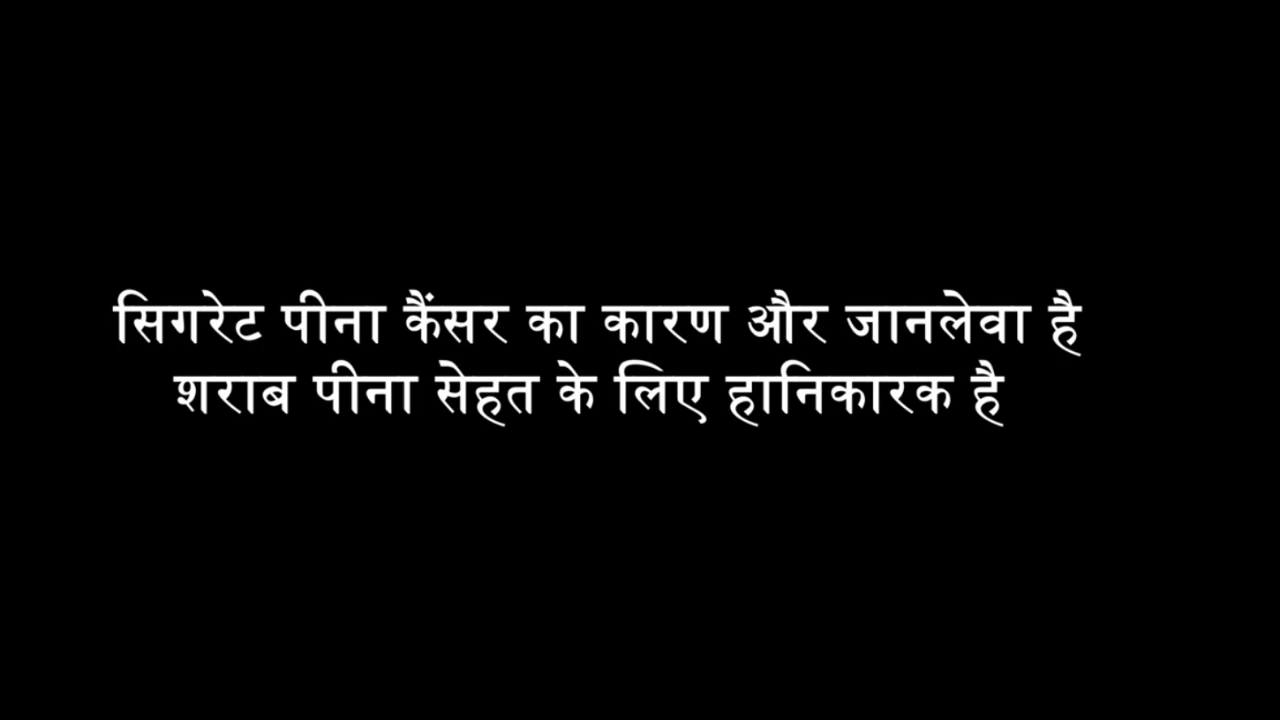 सिगरेट पीना कैंसर का कारण और जानलेवा है
शराब पीना सेहत के लिए हानिकारक है